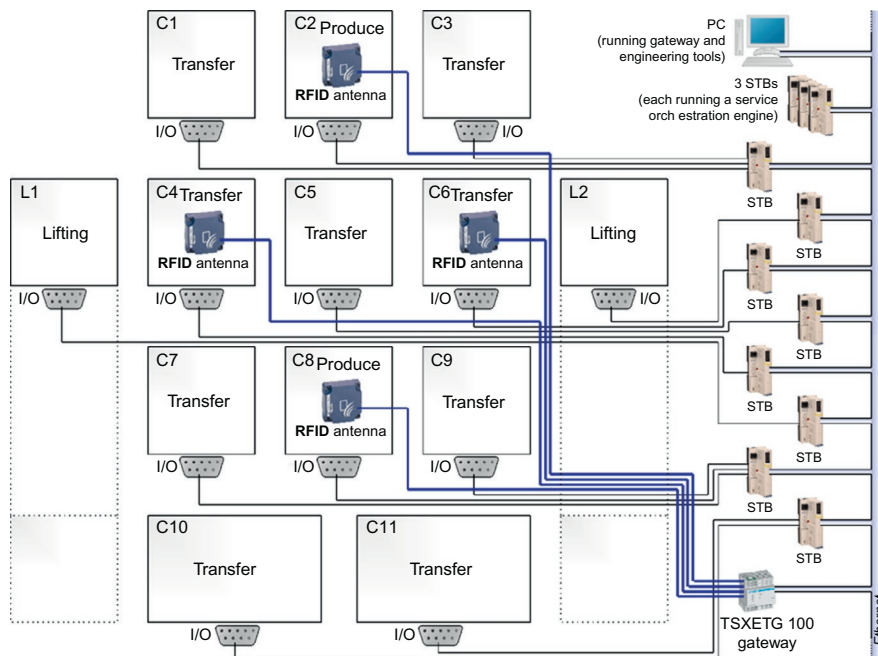 C1
Transfer
I/O
C2 Produce
RFID antenna
I/O
C3
Transfer
I/O
PC
(running gateway and
engineering tools)
3 STBs
(each running a service
orch estration engine)
STB
L1
Lifting
I/O
C4 Transfer
RFID antenna
I/O
C5
Transfer
I/O
C6 Transfer
RFID antenna
I/O
L2
Lifting
I/O
STB
STB
STB
C7
Transfer
I/O
C8 Produce
RFID antenna
I/O
C9
Transfer
I/O
STB
STB
STB
C10
Transfer
I/O
C11
Transfer
I/O
STB
TSXETG 100
gateway
Ethernet